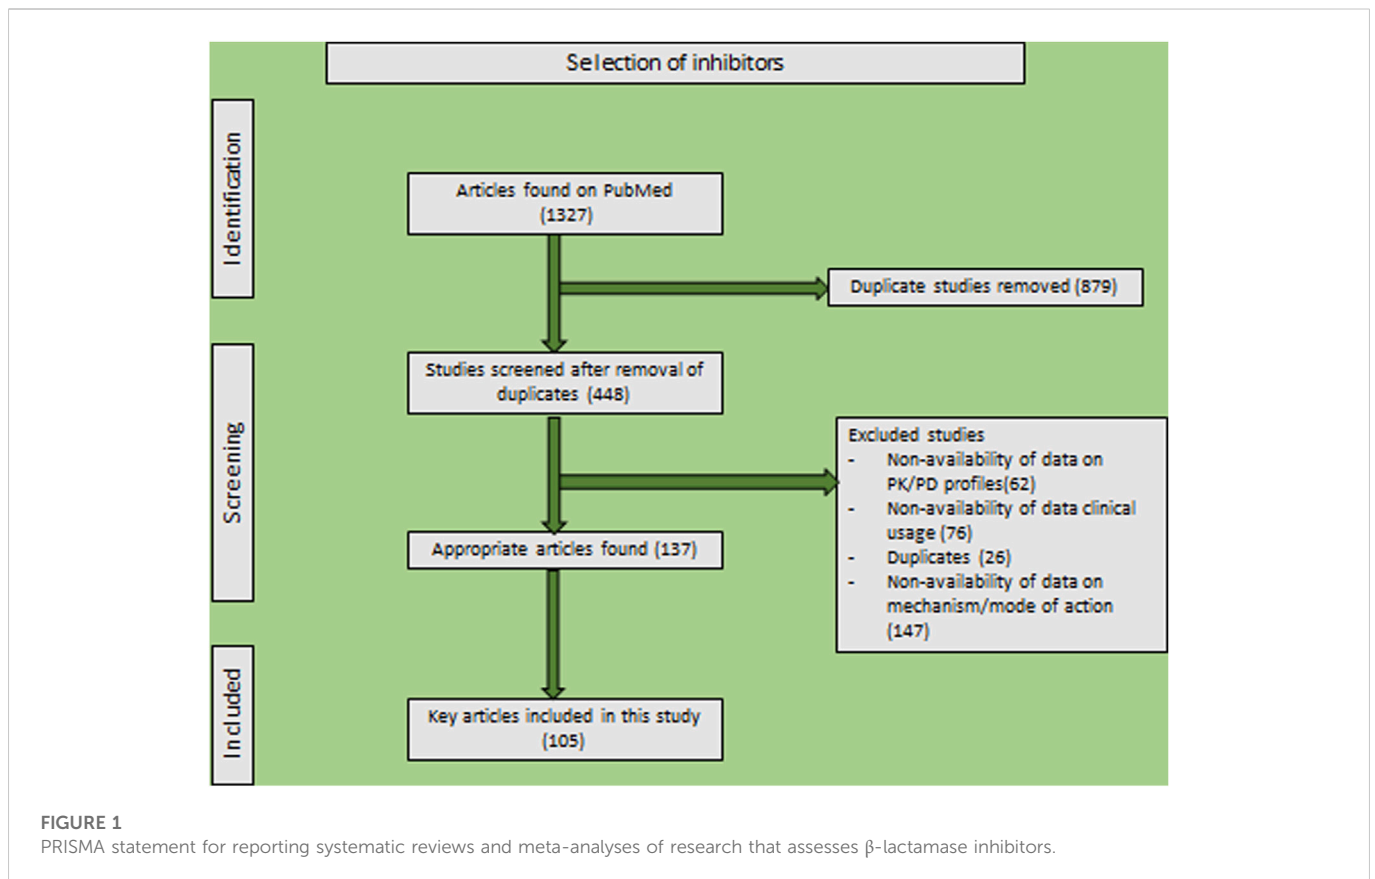 Selection of inhibitors
Identification
Articles found on PubMed
(1327)
Duplicate studies removed (879)
Screening
Studies screened after removal of
duplicates (448)
Excluded studies
- Non-availability of data on
PK/PD profiles(62)
- Non-availability of data clinical
usage (76)
- Duplicates (26)
- Non-availability of data on
mechanism/mode of action
(147)
Appropriate articles found (137)
Included
Key articles included in this study
(105)
FIGURE 1
PRISMA statement for reporting systematic reviews and meta-analyses of research that assesses β-lactamase inhibitors.